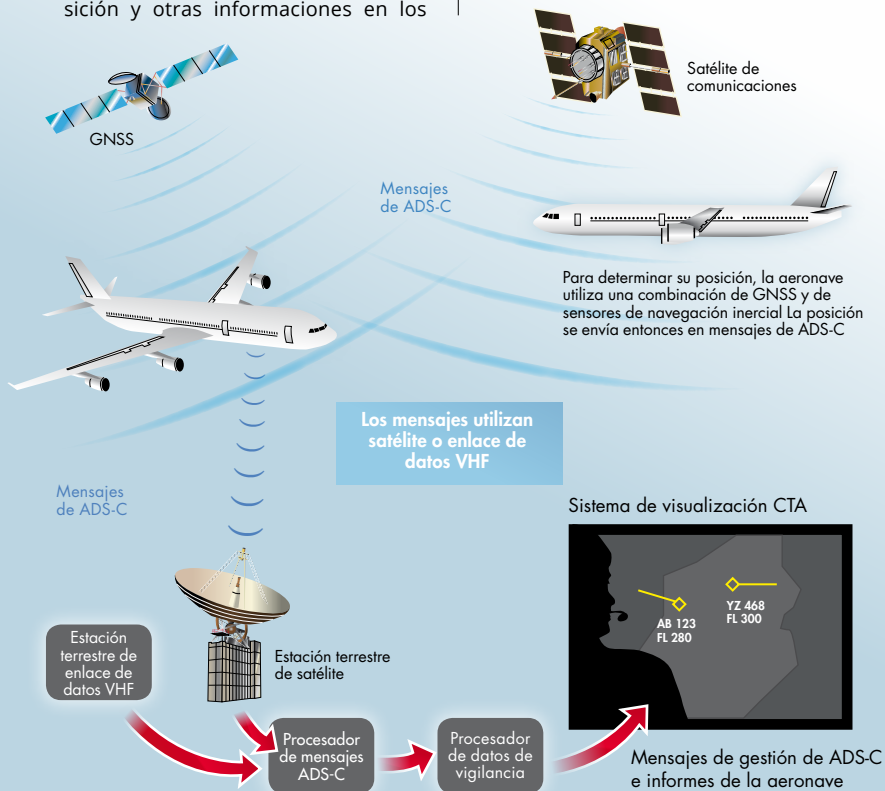 sición y otras informaciones en los
GNSS
Satélite de
comunicaciones
Mensajes
de ADS-C
Para determinar su posición, la aeronave
utiliza una combinación de GNSS y de
sensores de navegación inercial La posición
se envía entonces en mensajes de ADS-C
Los mensajes utilizan
satélite o enlace de
datos VHF
Mensajes
de ADS-C
Sistema de visualización CTA
AB 123
FL 280
YZ 468
FL 300
Estación
terrestre de
enlace de
datos VHF
Estación terrestre
de satélite
Procesador
de mensajes
ADS-C
Procesador
de datos de
vigilancia
Mensajes de gestión de ADS-C
e informes de la aeronave